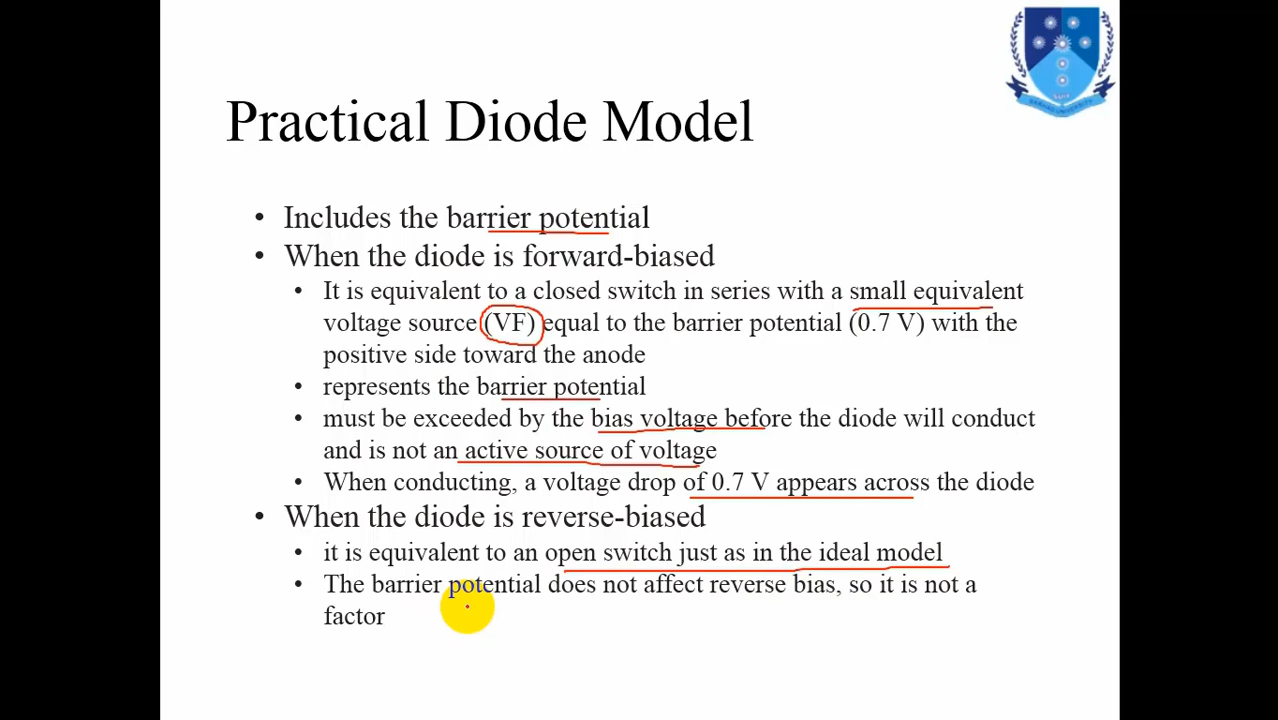 Practical Diode Model
• Includes the barrier potential
• When the diode is forward-biased
• It is equivalent to a closed switch in series with a small equivalent
voltage source (VF) equal to the barrier potential (0.7 V) with the
positive side toward the anode
• represents the barrier potential
• must be exceeded by the bias voltage before the diode will conduct
and is not an active source of voltage
• When conducting, a voltage drop of 0.7 V appears across the diode
• When the diode is reverse-biased
• it is equivalent to an open switch just as in the ideal model
• The barrier potential does not affect reverse bias, so it is not a
factor